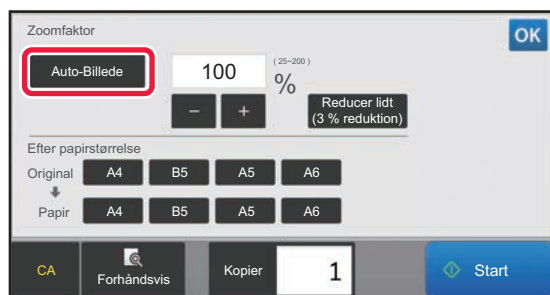 Zoomfaktor
OK
Auto-Billede
100
(25~200)
%
–
+
Reducer lidt
(3 % reduktion)
Efter papirstørrelse
Original A4 B5 A5 A6
Papir A4 B5 A5 A6
CA
Forhåndsvis
Kopier
1
Start